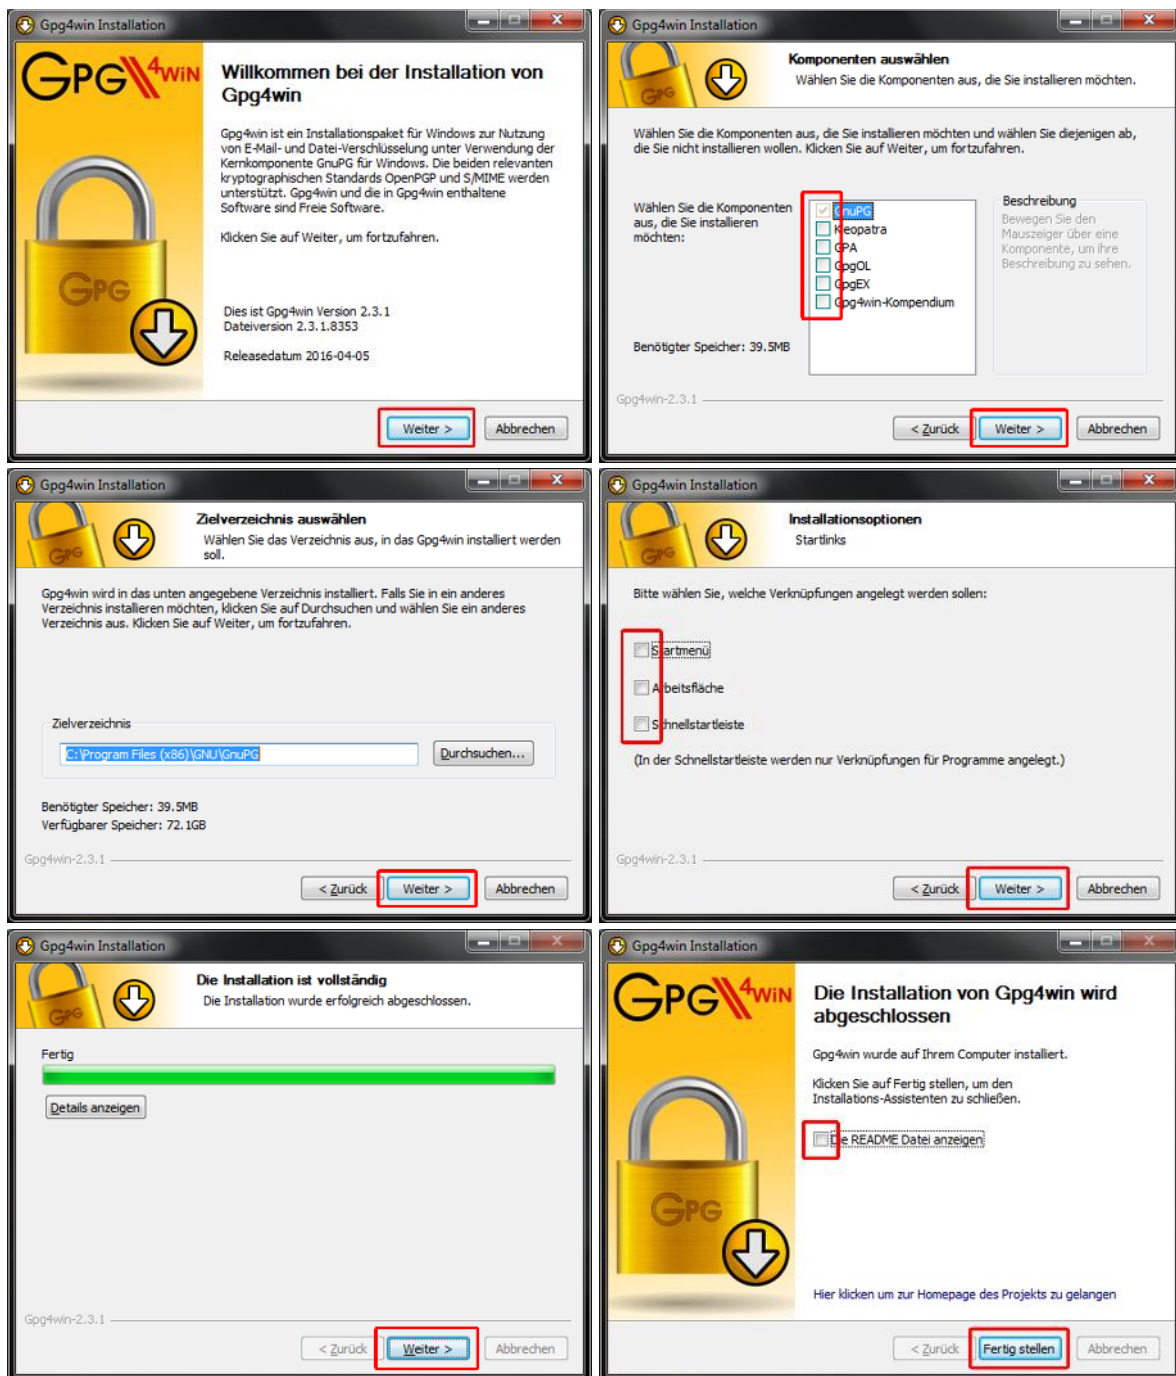 Gpg4win Installation
GPG4WIN
Willkommen bei der Installation von
Gpg4win
Gpg4win ist ein Installationspaket für Windows zur Nutzung
von E-Mail- und Datei-Verschlüsselung unter Verwendung der
Kernkomponente GnuPG für Windows. Die beiden relevanten
kryptographischen Standards OpenPGP und S/MIME werden
unterstützt. Gpg4win und die in Gpg4win enthaltene
Software sind Freie Software.
Klicken Sie auf Weiter, um fortzufahren.
GPG
Dies ist Gpg4win Version 2.3.1
Dateiversion 2.3.1.8353
Releasedatum 2016-04-05
Weiter >
Abbrechen
Gpg4win Installation
GPG
Komponenten auswählen
Wählen Sie die Komponenten aus, die Sie installieren möchten.
Wählen Sie die Komponenten aus, die Sie installieren möchten und wählen Sie diejenigen ab,
die Sie nicht installieren wollen. Klicken Sie auf Weiter, um fortzufahren.
Wählen Sie die Komponenten
aus, die Sie installieren
möchten:
GnuPG
Kleopatra
GPA
GpgOL
GpgEX
Gpg4win-Kompendium
Beschreibung
Bewegen Sie den
Mauszeiger über eine
Komponente, um ihre
Beschreibung zu sehen.
Benötigter Speicher: 39.5MB
Gpg4win-2.3.1
< Zurück
Weiter >
Abbrechen
Gpg4win Installation
GPG
Zielverzeichnis auswählen
Wählen Sie das Verzeichnis aus, in das Gpg4win installiert werden
soll.
Gpg4win wird in das unten angegebene Verzeichnis installiert. Falls Sie in ein anderes
Verzeichnis installieren möchten, klicken Sie auf Durchsuchen und wählen Sie ein anderes
Verzeichnis aus. Klicken Sie auf Weiter, um fortzufahren.
Zielverzeichnis
C:\Program Files (x86)\GNU\GnuPG
Durchsuchen...
Benötigter Speicher: 39.5MB
Verfügbarer Speicher: 72.1GB
Gpg4win-2.3.1
< Zurück
Weiter >
Abbrechen
Gpg4win Installation
GPG
Installationsoptionen
Startlinks
Bitte wählen Sie, welche Verknüpfungen angelegt werden sollen:
Startmenü
Arbeitsfläche
Schnellstartleiste
(In der Schnellstartleiste werden nur Verknüpfungen für Programme angelegt.)
Gpg4win-2.3.1
< Zurück
Weiter >
Abbrechen
Gpg4win Installation
GPG
Die Installation ist vollständig
Die Installation wurde erfolgreich abgeschlossen.
Fertig
Details anzeigen
Gpg4win-2.3.1
< Zurück
Weiter >
Abbrechen
Gpg4win Installation
GPG4WIN
Die Installation von Gpg4win wird
abgeschlossen
Gpg4win wurde auf Ihrem Computer installiert.
Klicken Sie auf Fertig stellen, um den
Installations-Assistenten zu schließen.
Die README Datei anzeigen
GPG
Hier klicken um zur Homepage des Projekts zu gelangen
< Zurück
Fertig stellen
Abbrechen